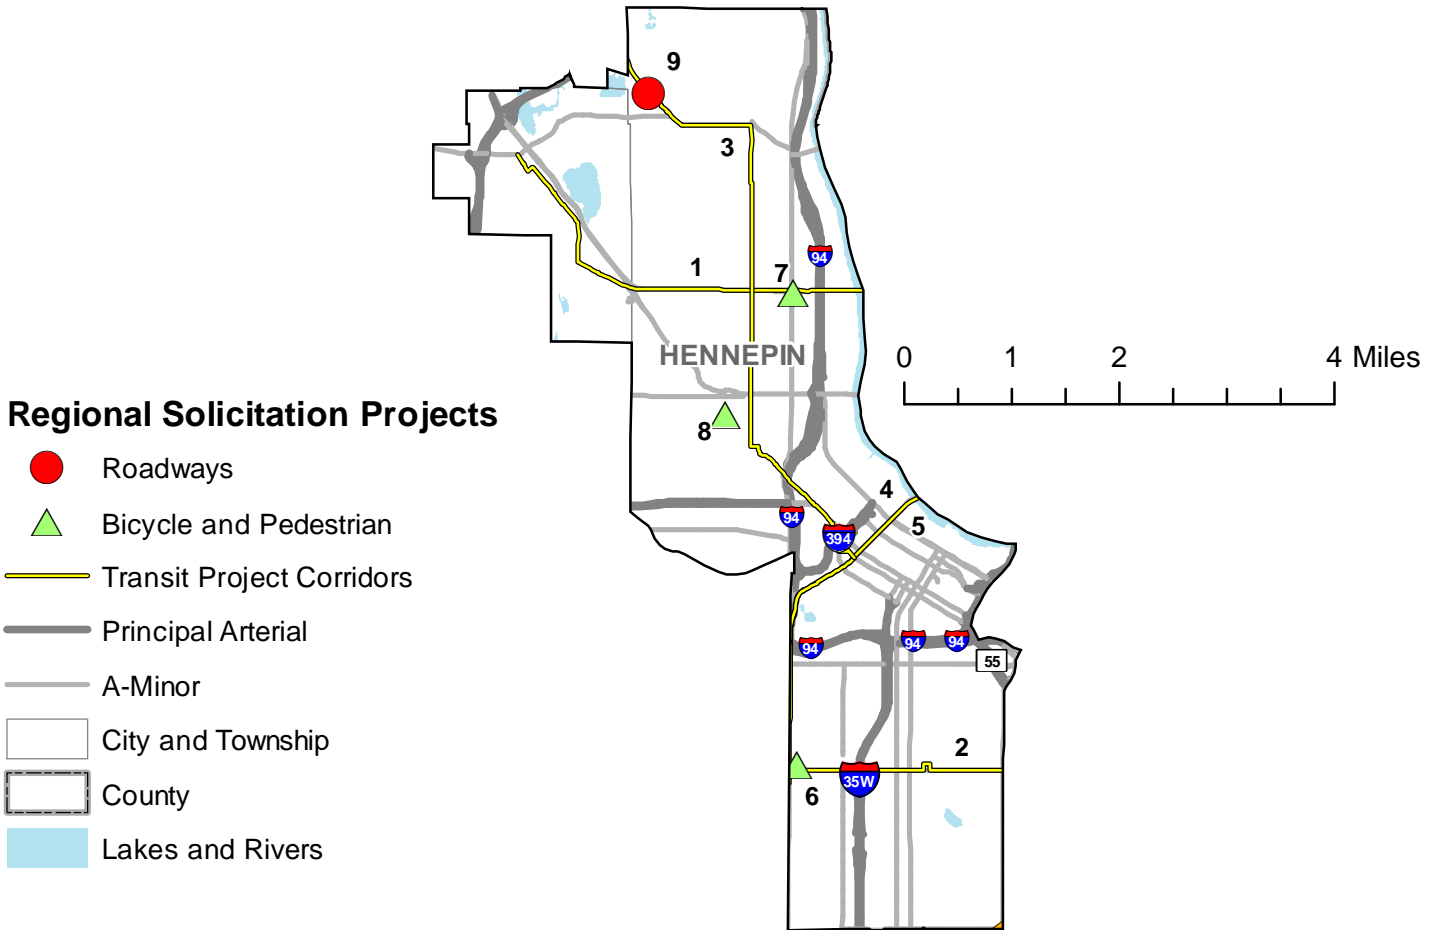 9
3
94
1
7
HENNEPIN
0 1 2 4 Miles
Regional Solicitation Projects
8
Roadways
4
94
394
5
Bicycle and Pedestrian
Transit Project Corridors
Principal Arterial
94
94
94
55
A-Minor
City and Township
2
35W
6
County
Lakes and Rivers